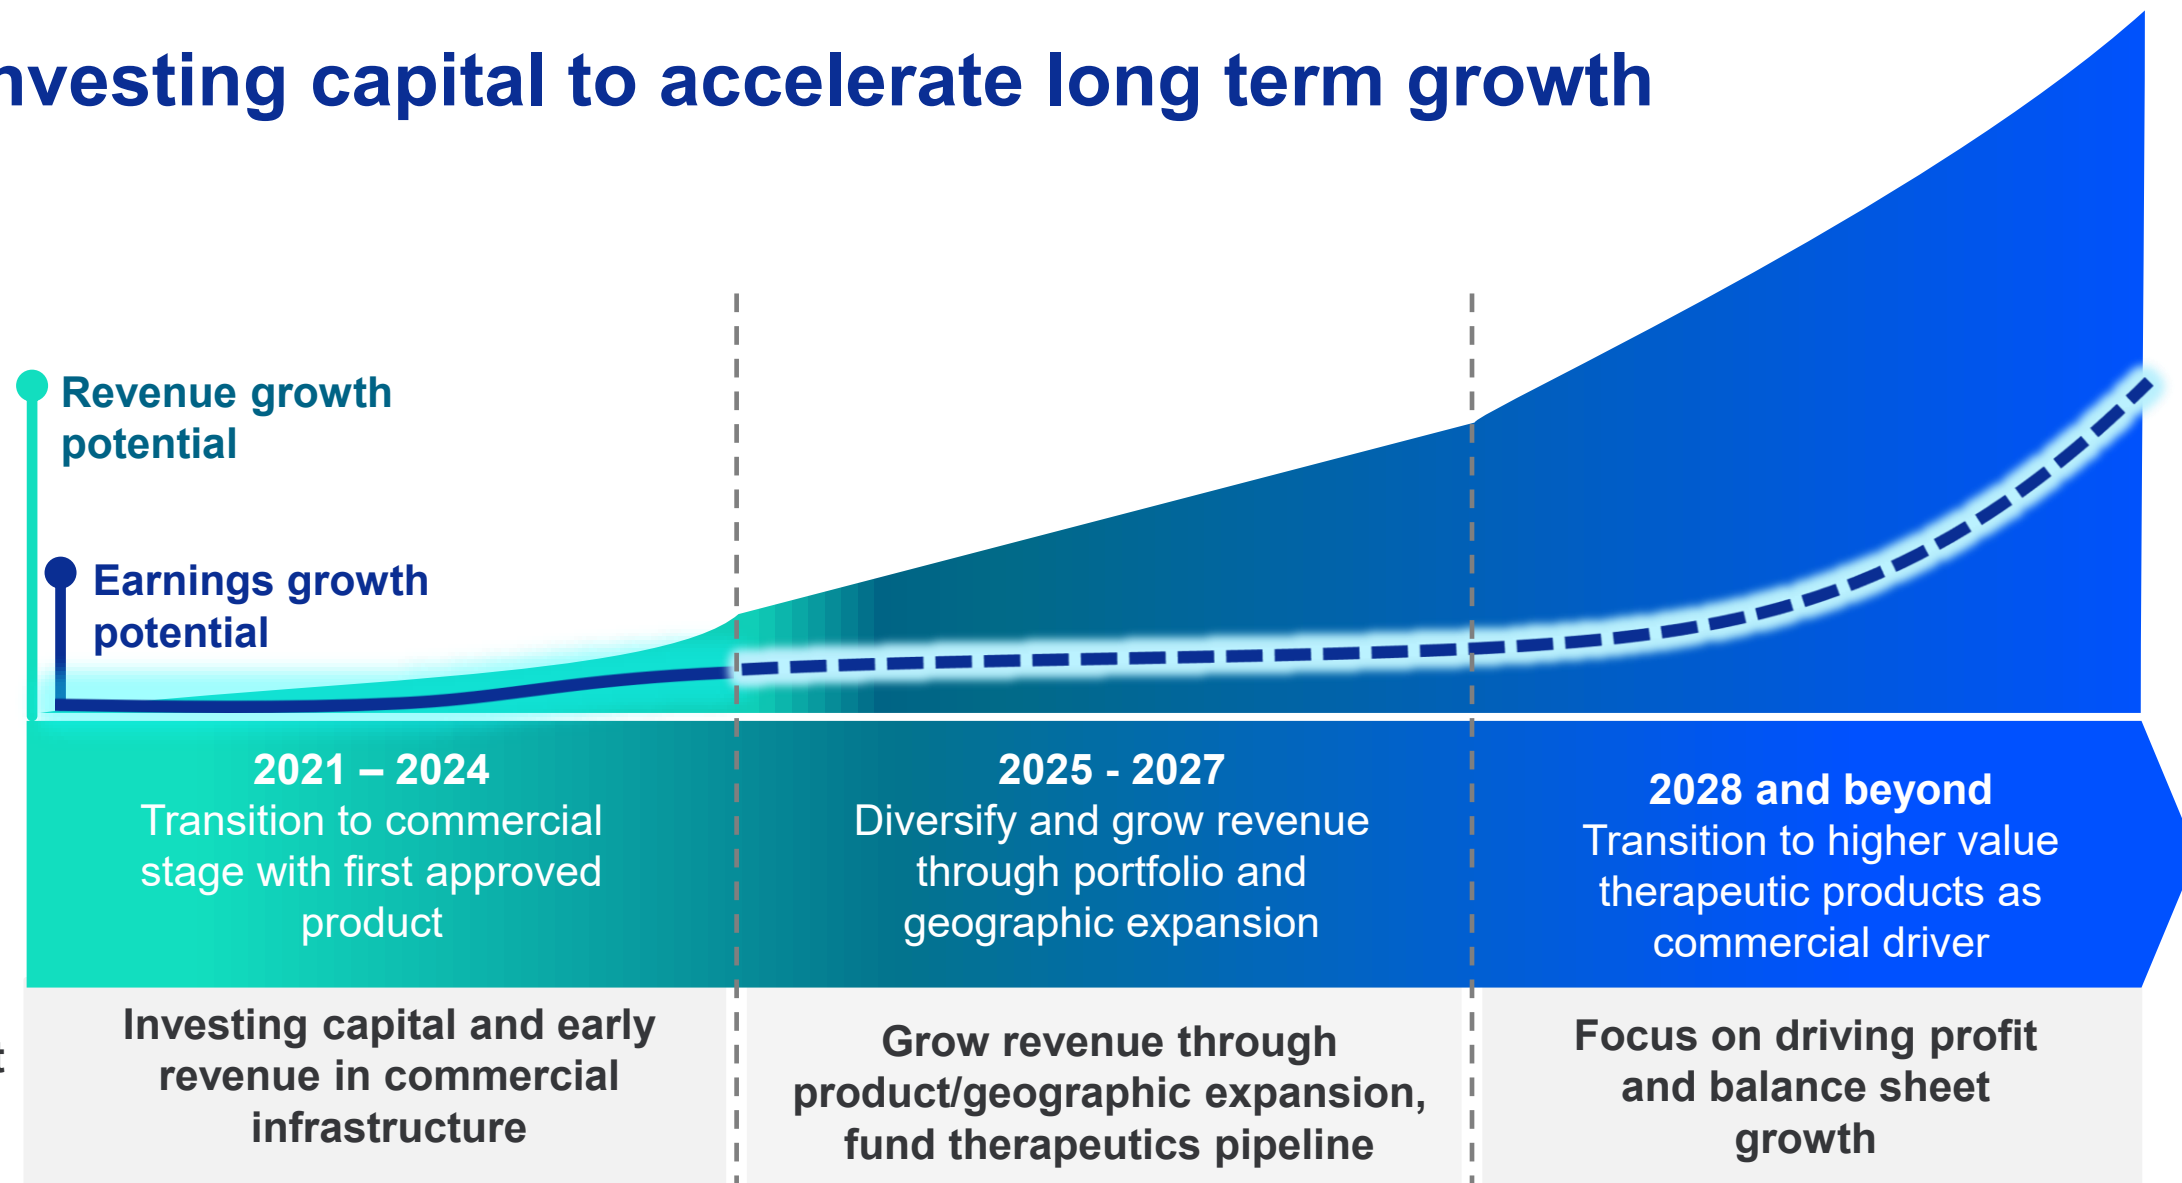 nvesting capital to accelerate long term growth
Revenue growth
potential
Earnings growth
potential
2021 – 2024
Transition to commercial
stage with first approved
product
2025 - 2027
Diversify and grow revenue
through portfolio and
geographic expansion
2028 and beyond
Transition to higher value
therapeutic products as
commercial driver
t
Investing capital and early
revenue in commercial
infrastructure
Grow revenue through
product/geographic expansion,
fund therapeutics pipeline
Focus on driving profit
and balance sheet
growth